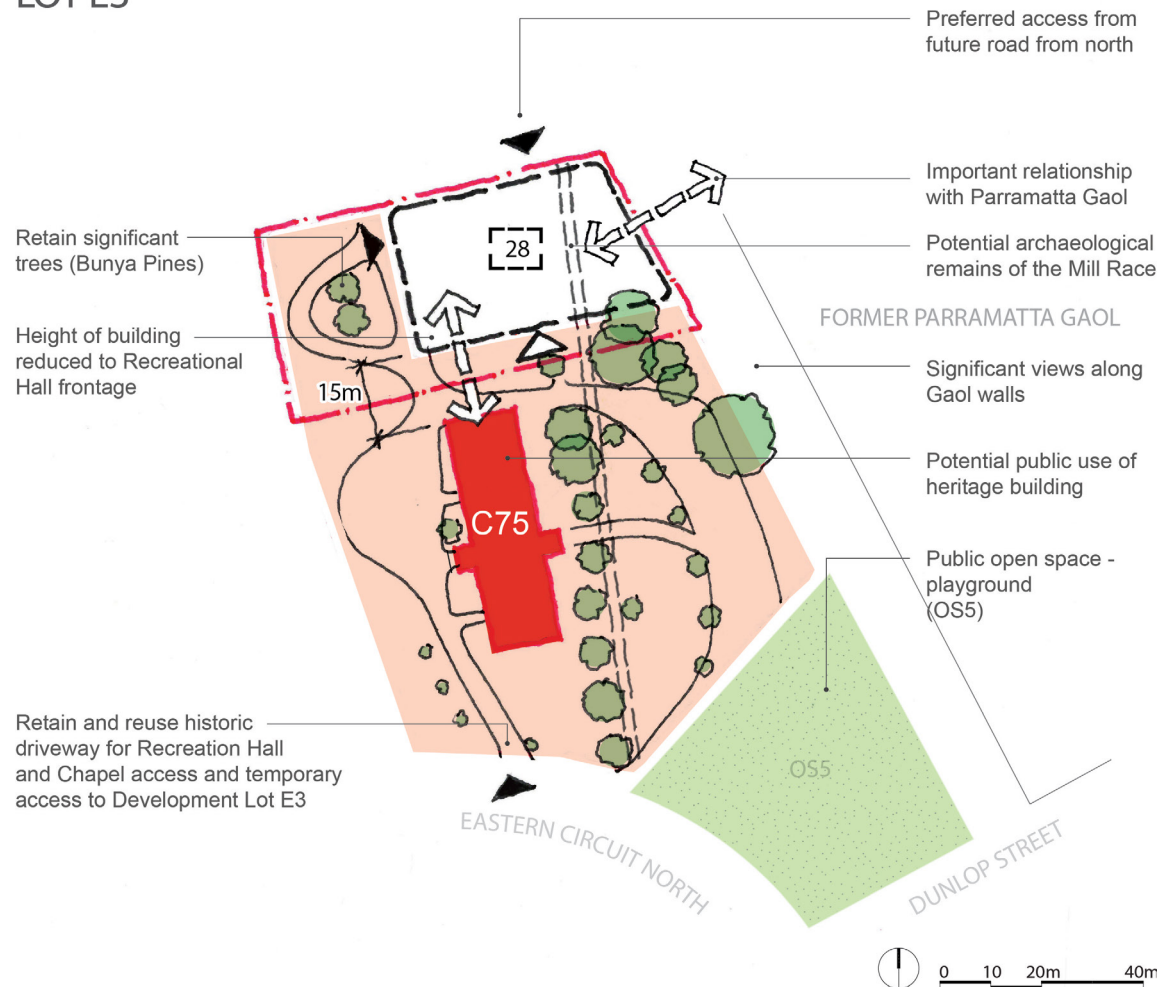 LOT E3
Preferred access from
future road from north
Important relationship
with Parramatta Gaol
Retain significant
trees (Bunya Pines)
28
Potential archaeological
remains of the Mill Race
FORMER PARRAMATTA GAOL
Height of building
reduced to Recreational
Hall frontage
15m
Significant views along
Gaol walls
Potential public use of
heritage building
C75
Public open space -
playground
(OS5)
Retain and reuse historic
driveway for Recreation Hall
and Chapel access and temporary
access to Development Lot E3
OS5
EASTERN CIRCUIT NORTH
DUNLOP STREET
0 10 20m 40m